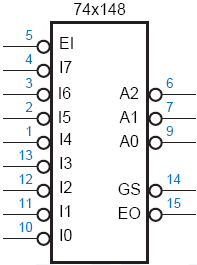 74x148
5 EI
4 I7
3 I6 A2 6
2 I5 A1 7
1 I4 A0 9
13 I3
12 I2 GS 14
11 I1 EO 15
10 I0